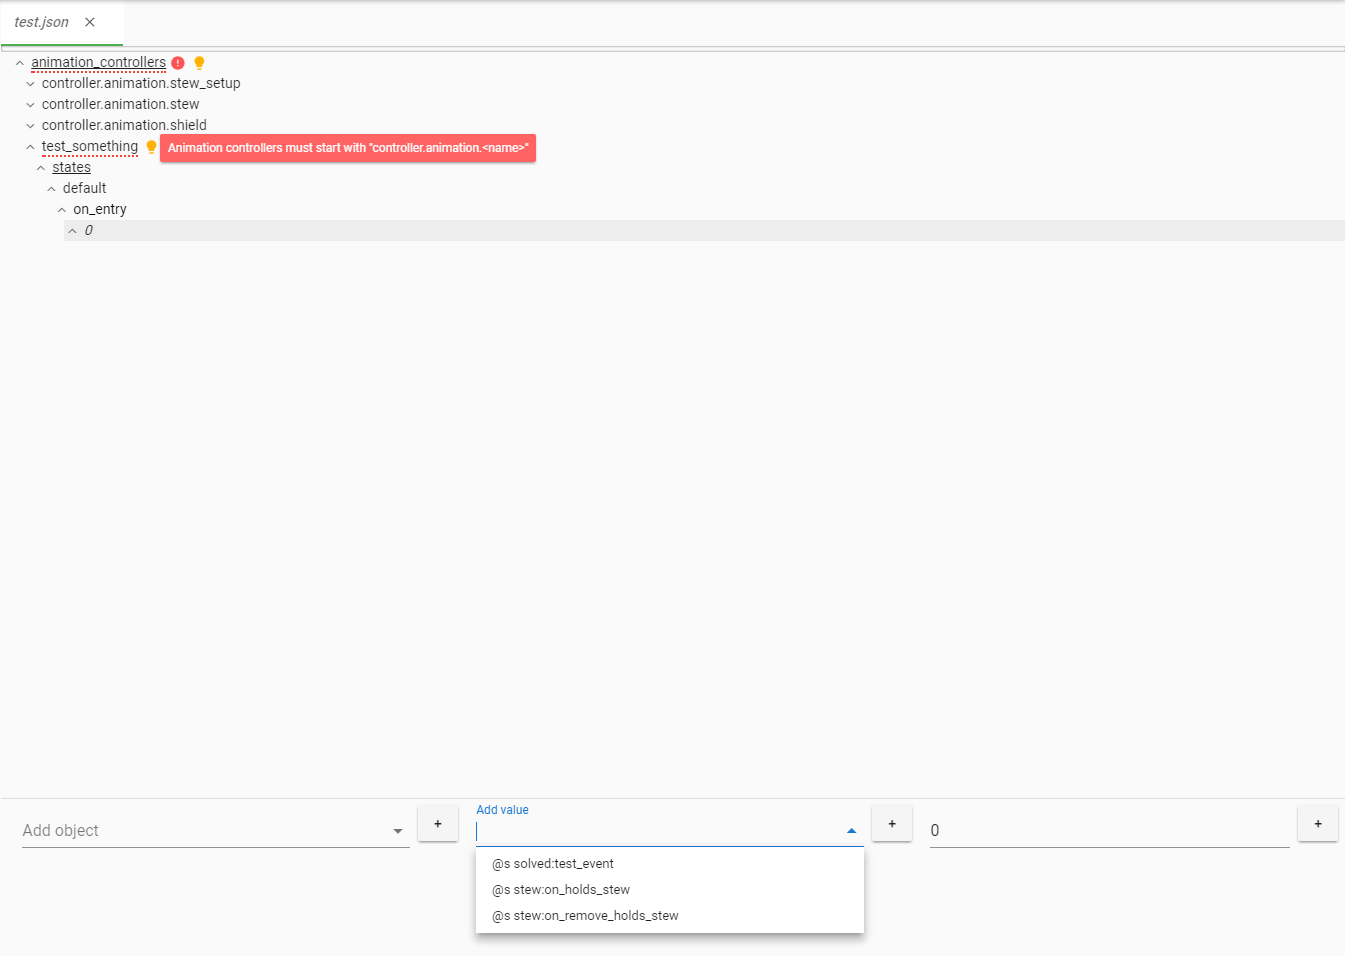 test.json
animation_controllers
controller.animation.stew_setup
controller.animation.stew
controller.animation.shield
test_something Animation controllers must start with "controller.animation.<name>"
states
default
on_entry
0
Add object
+
Add value
+
0
+
@s solved:test_event
@s stew:on_holds_stew
@s stew:on_remove_holds_stew